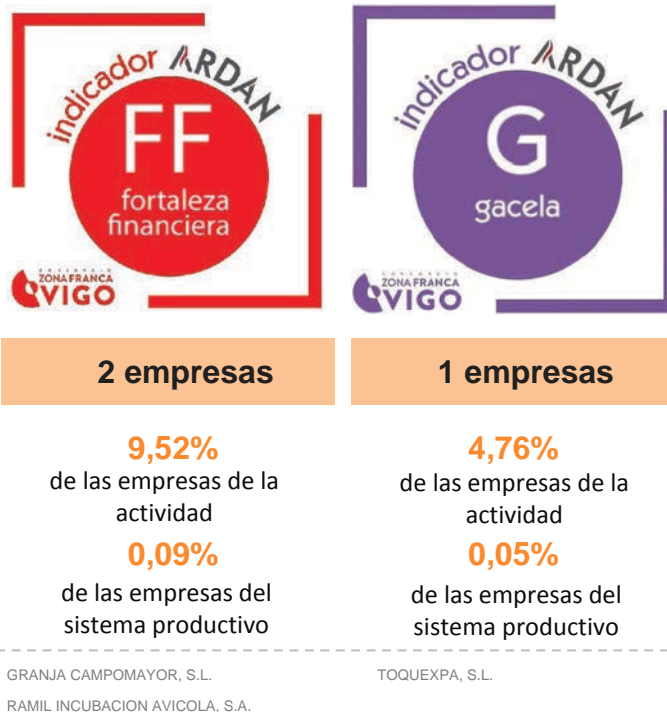 indicador ARDAN
FF
fortaleza
financiera
CONSORCIO
ZONA FRANCA
VIGO
2 empresas
9,52%
de las empresas de la
actividad
0,09%
de las empresas del
sistema productivo
GRANJA CAMPOMAYOR, S.L.
RAMIL INCUBACION AVICOLA, S.A.
indicador ARDAN
G
gacela
CONSORCIO
ZONA FRANCA
VIGO
1 empresas
4,76%
de las empresas de la
actividad
0,05%
de las empresas del
sistema productivo
TOQUEXPA, S.L.